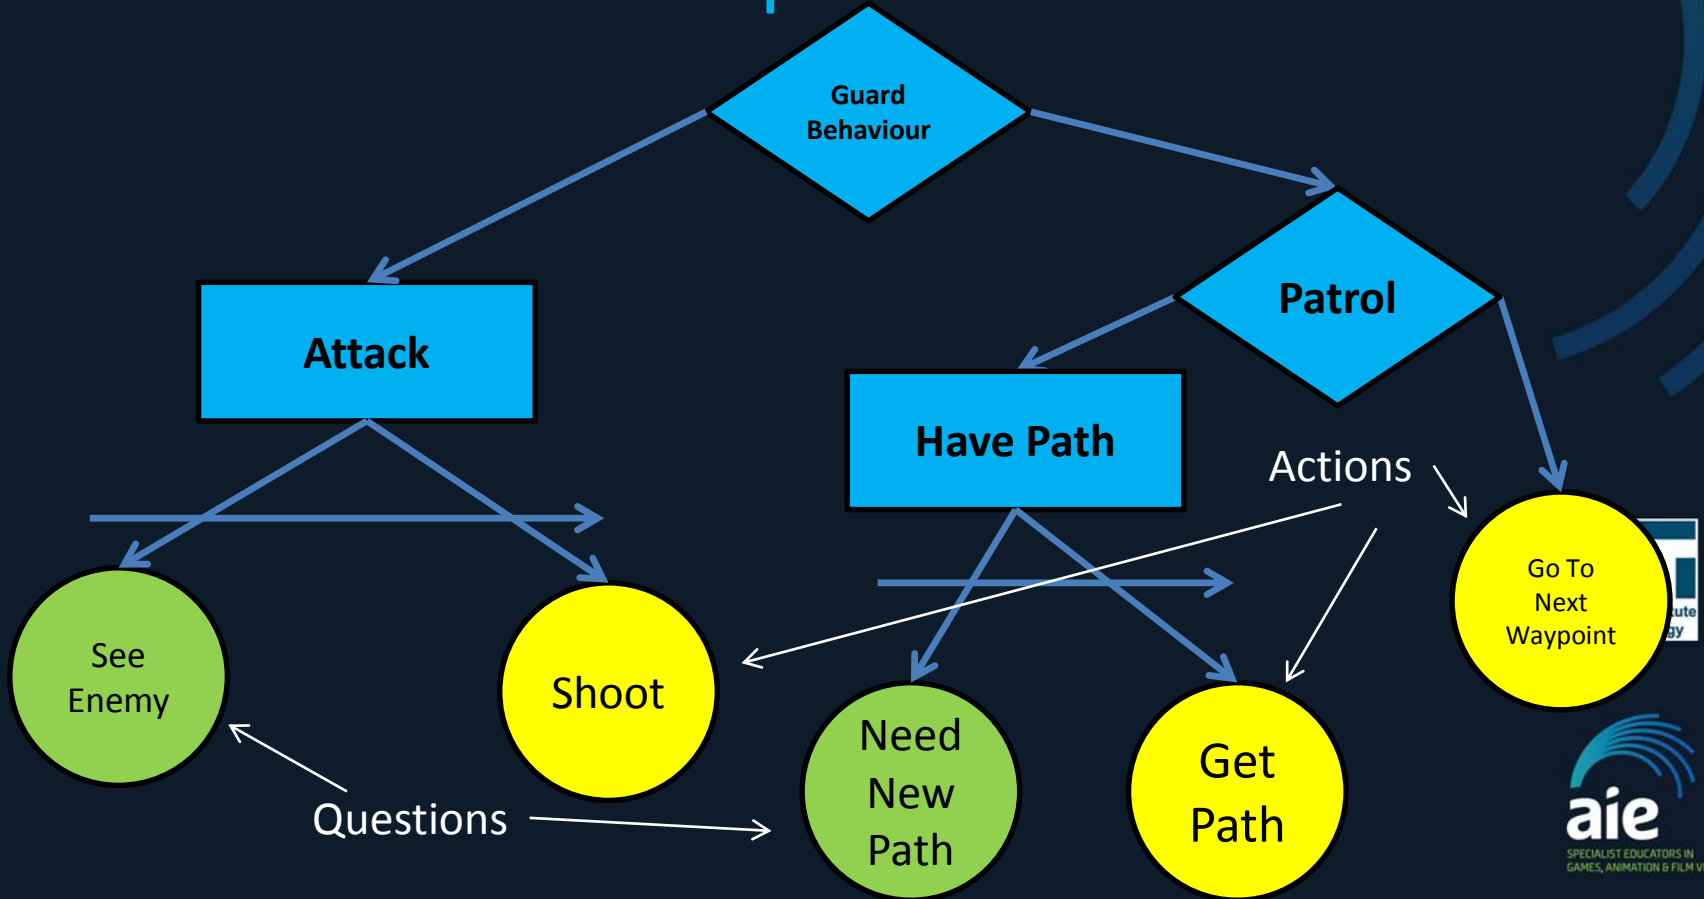 Guard
Behaviour
Patrol
Attack
Have Path
Actions
Go To
Next
Waypoint
See
Enemy
Shoot
Need
New
Path
Get
Path
Questions
aie
SPECIALIST EDUCATORS IN
GAMES, ANIMATION & FILM